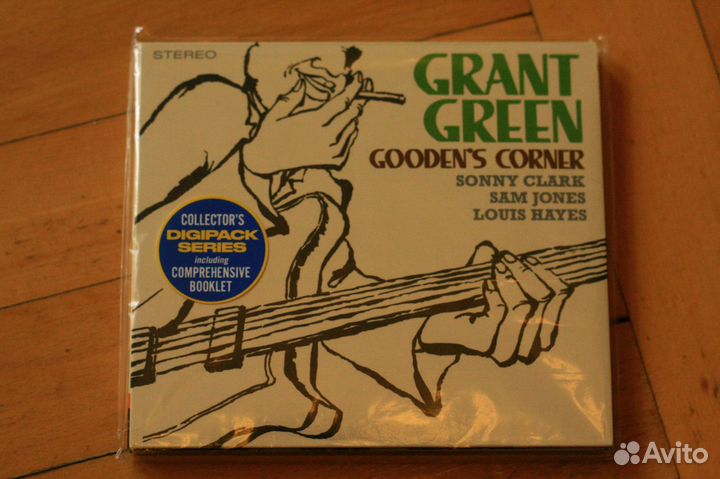 STEREO
GRANT
GREEN
GOODEN'S CORNER
SONNY CLARK
SAM JONES
LOUIS HAYES
COLLECTOR'S
DIGIPACK
SERIES
including
COMPREHENSIVE
BOOKLET
Avito